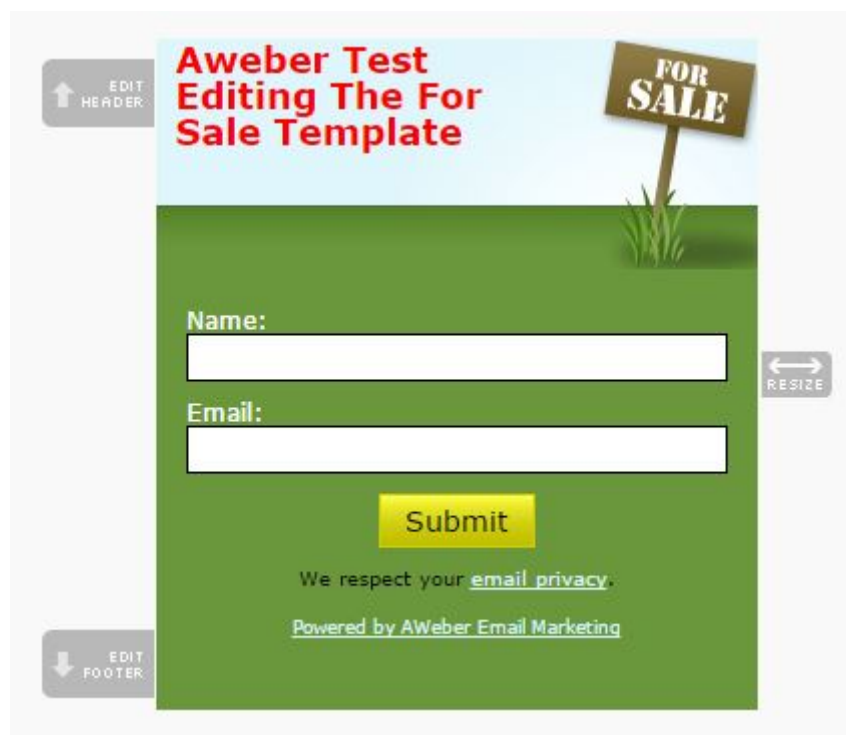 Aweber Test
Editing The For
Sale Template
FOR
SALE
EDIT
HEADER
Name:
RESIZE
Email:
Submit
We respect your email privacy.
Powered by AWeber Email Marketing
EDIT
FOOTER